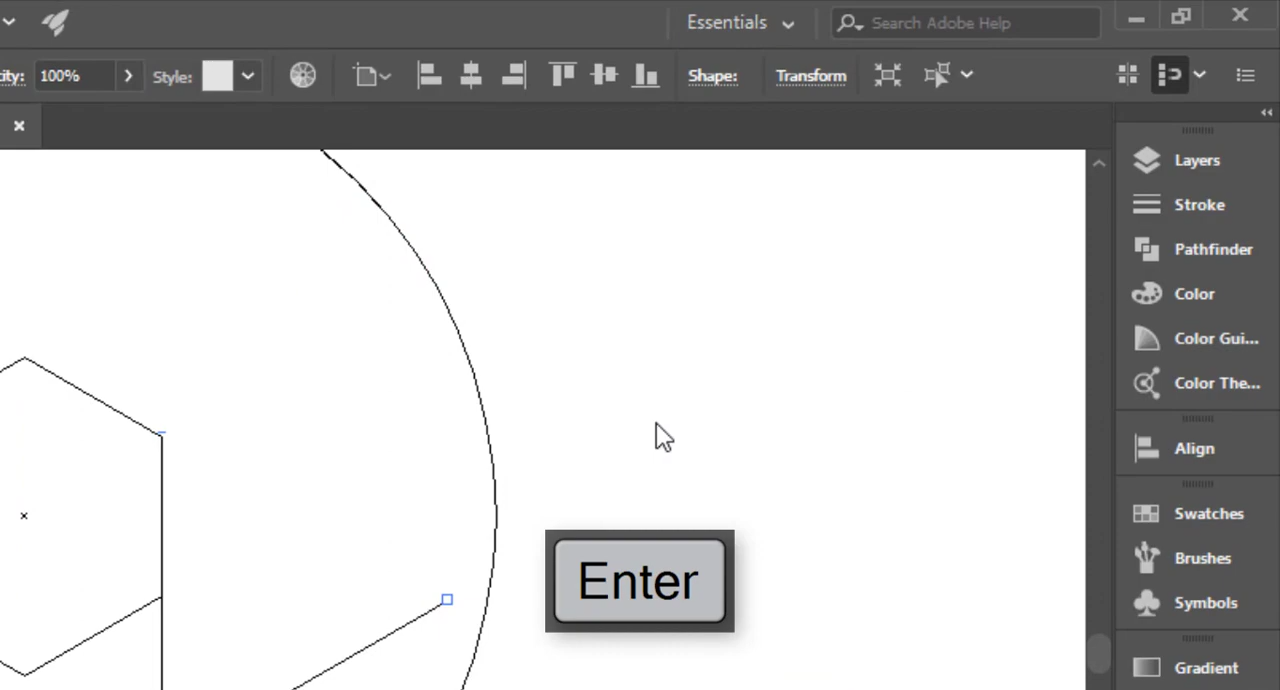 Essentials
Search Adobe Help
ity:
100%
Style:
Shape:
Transform
Layers
Stroke
Pathfinder
Color
Color Gui...
Color The...
Align
Swatches
Brushes
Symbols
Gradient
Enter